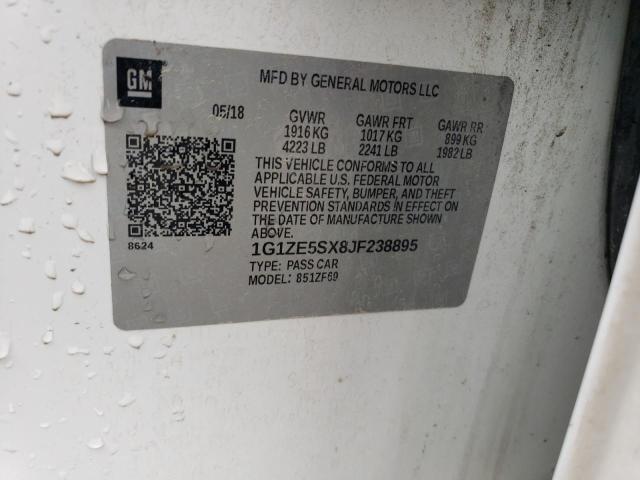 GM
MFD BY GENERAL MOTORS LLC
05/18
GVWR
1916 KG
4223 LB
GAWR FRT
1017 KG
2241 LB
GAWR RR
899 KG
1982 LB
THIS VEHICLE CONFORMS TO ALL
APPLICABLE U.S. FEDERAL MOTOR
VEHICLE SAFETY, BUMPER, AND THEFT
PREVENTION STANDARDS IN EFFECT ON
THE DATE OF MANUFACTURE SHOWN
ABOVE.
8624
1G1ZE5SX8JF238895
TYPE: PASS CAR
MODEL: 851ZF69